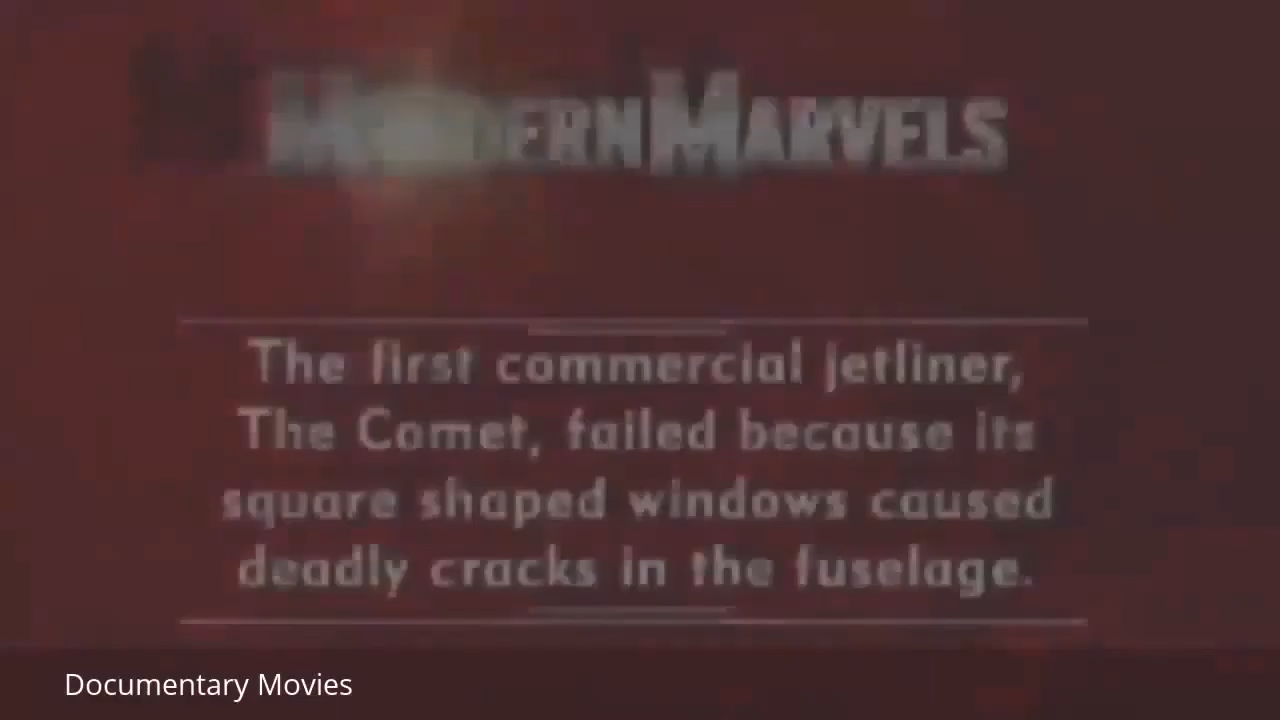 MODERN MARVELS
The first commercial jetliner,
The Comet, failed because its
square shaped windows caused
deadly cracks in the fuselage.
Documentary Movies